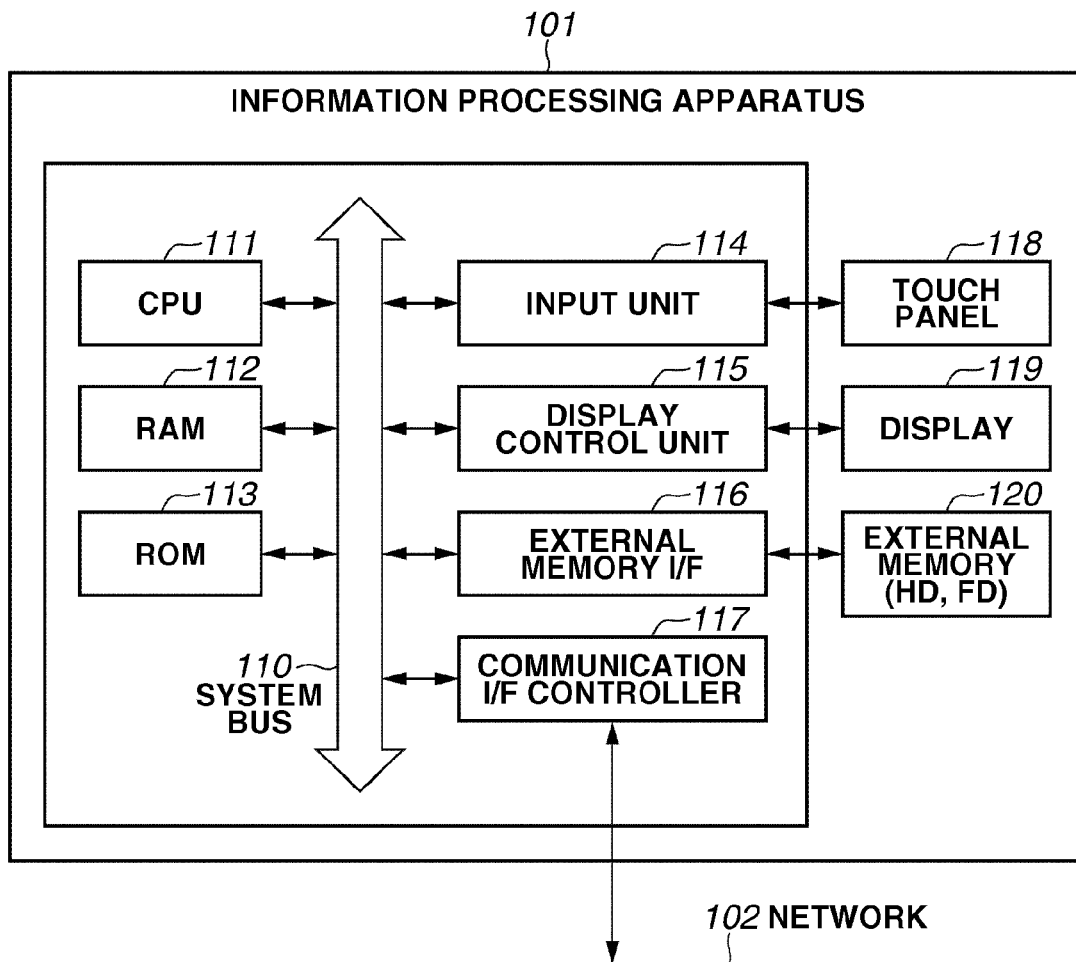 101
INFORMATION PROCESSING APPARATUS
111
CPU
112
RAM
113
ROM
110
SYSTEM
BUS
114
INPUT UNIT
115
DISPLAY
CONTROL UNIT
116
EXTERNAL
MEMORY I/F
117
COMMUNICATION
I/F CONTROLLER
118
TOUCH
PANEL
119
DISPLAY
120
EXTERNAL
MEMORY
(HD, FD)
102 NETWORK